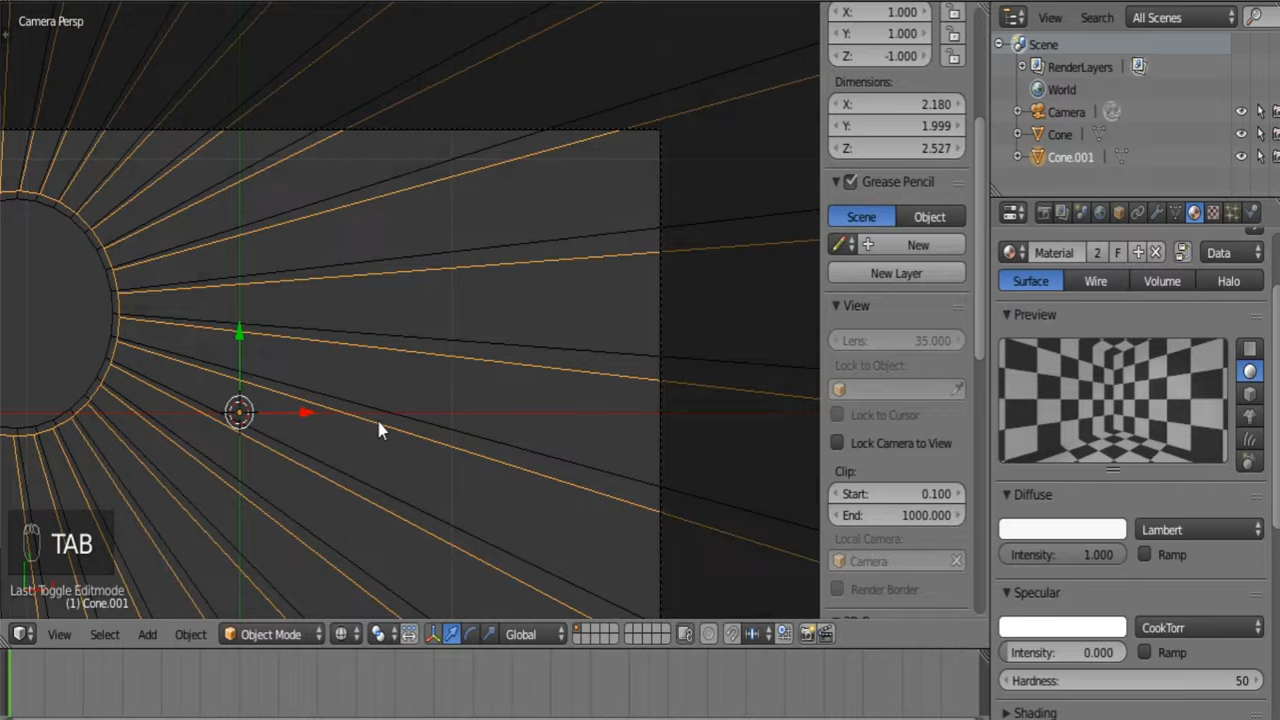 Camera Persp
TAB
Last: Toggle Editmode
(1) Cone.001
View Select Add Object Object Mode Global
X: 1.000
Y: 1.000
Z: -1.000
Dimensions:
X: 2.180
Y: 1.999
Z: 2.527
Grease Pencil
Scene Object
New
New Layer
View
Lens: 35.000
Lock to Object:
Lock to Cursor
Lock Camera to View
Clip:
Start: 0.100
End: 1000.000
Local Camera:
Camera
Render Border
View Search All Scenes
Scene
RenderLayers
World
Camera
Cone
Cone.001
Material 2 F Data
Surface Wire Volume Halo
Preview
Diffuse
Lambert
Intensity: 1.000 Ramp
Specular
CookTorr
Intensity: 0.000 Ramp
Hardness: 50
Shading